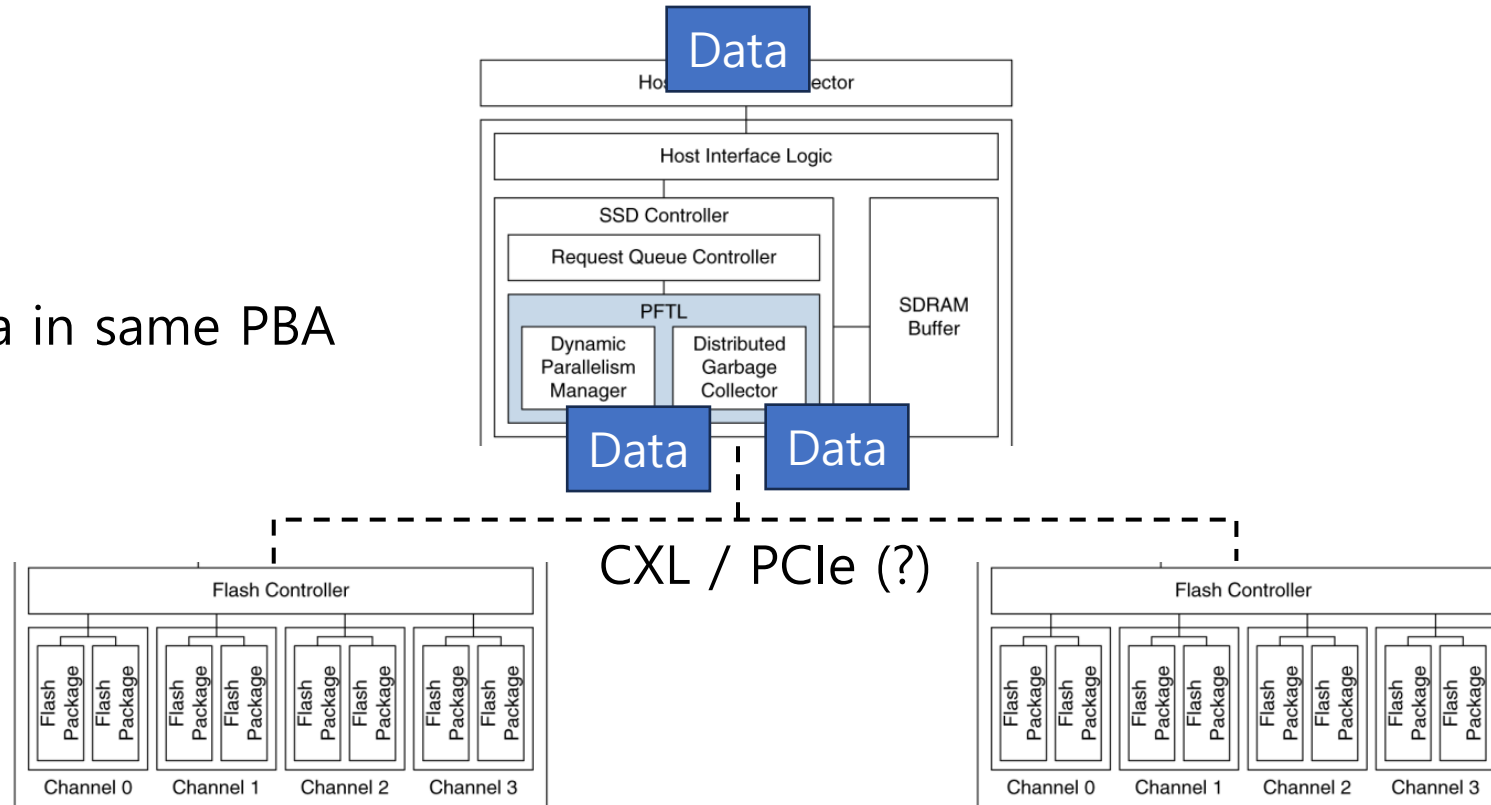 Data
Hos
ector
Host Interface Logic
SSD Controller
Request Queue Controller
PFTL
Dynamic
Parallelism
Manager
Distributed
Garbage
Collector
SDRAM
Buffer
a in same PBA
Data
Data
CXL / PCIe (?)
Flash Controller
Flash
Package
Flash
Package
Flash
Package
Flash
Package
Flash
Package
Flash
Package
Flash
Package
Flash
Package
Channel 0
Channel 1
Channel 2
Channel 3
Flash Controller
Flash
Package
Flash
Package
Flash
Package
Flash
Package
Flash
Package
Flash
Package
Flash
Package
Flash
Package
Channel 0
Channel 1
Channel 2
Channel 3